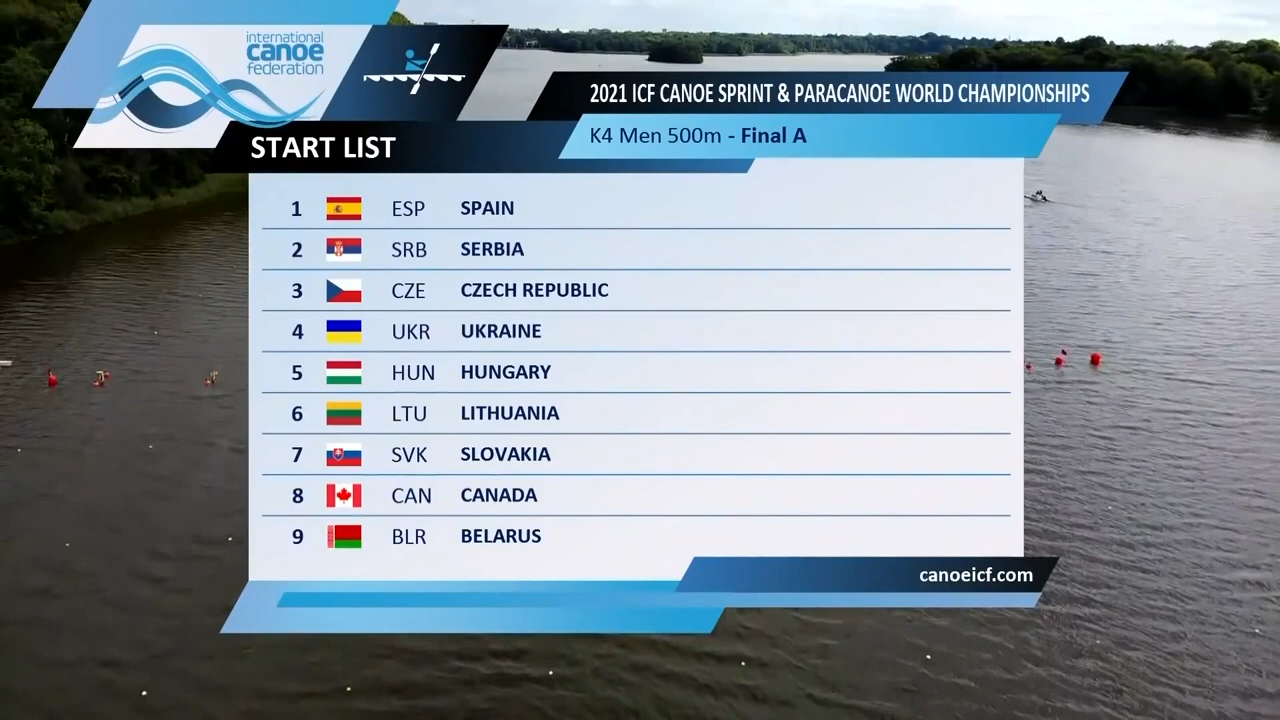 international
canoe
federation
2021 ICF CANOE SPRINT & PARACANOE WORLD CHAMPIONSHIPS
K4 Men 500m - Final A
START LIST
1 ESP SPAIN
2 SRB SERBIA
3 CZE CZECH REPUBLIC
4 UKR UKRAINE
5 HUN HUNGARY
6 LTU LITHUANIA
7 SVK SLOVAKIA
8 CAN CANADA
9 BLR BELARUS
canoeicf.com